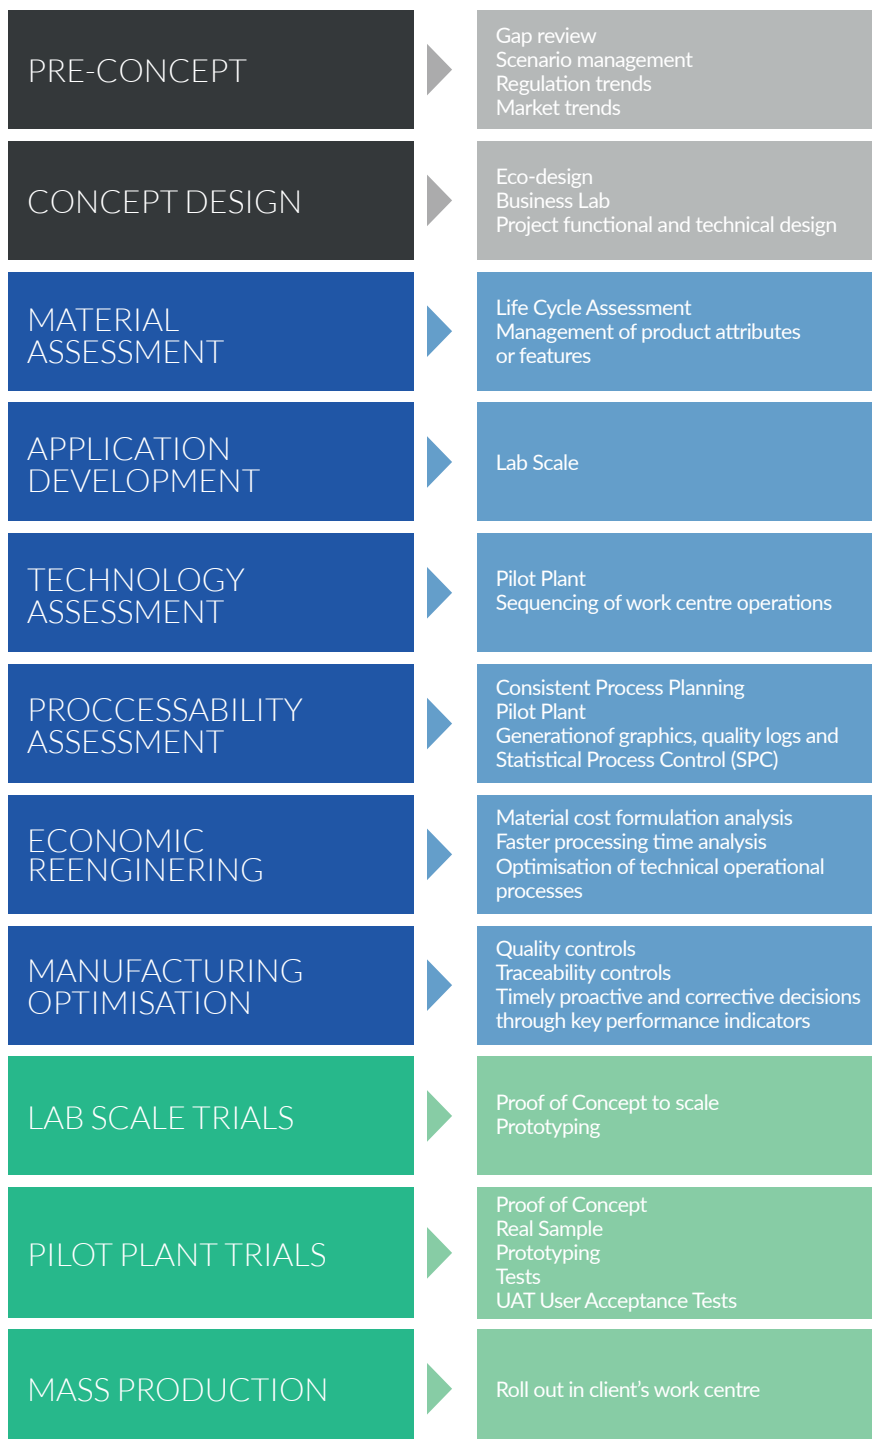 PRE-CONCEPT
Gap review
Scenario management
Regulation trends
Market trends
CONCEPT DESIGN
Eco-design
Business Lab
Project functional and technical design
MATERIAL
ASSESSMENT
Life Cycle Assessment
Management of product attributes
or features
APPLICATION
DEVELOPMENT
Lab Scale
TECHNOLOGY
ASSESSMENT
Pilot Plant
Sequencing of work centre operations
PROCCESSABILITY
ASSESSMENT
Consistent Process Planning
Pilot Plant
Generationof graphics, quality logs and
Statistical Process Control (SPC)
ECONOMIC
REENGINERING
Material cost formulation analysis
Faster processing time analysis
Optimisation of technical operational
processes
MANUFACTURING
OPTIMISATION
Quality controls
Traceability controls
Timely proactive and corrective decisions
through key performance indicators
LAB SCALE TRIALS
Proof of Concept to scale
Prototyping
PILOT PLANT TRIALS
Proof of Concept
Real Sample
Prototyping
Tests
UAT User Acceptance Tests
MASS PRODUCTION
Roll out in client’s work centre